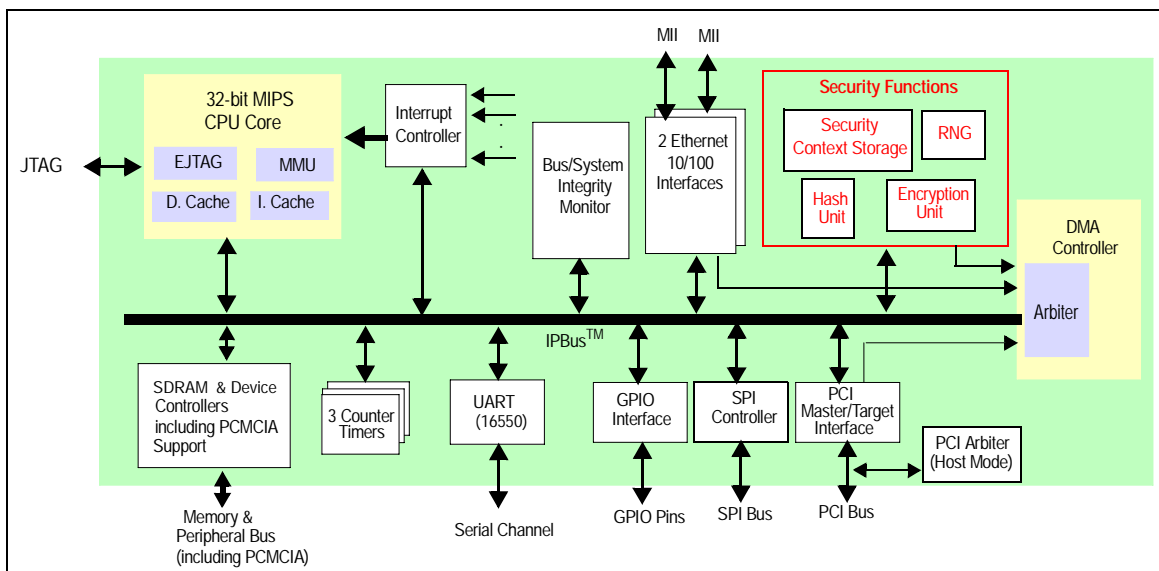 MII MII
32-bit MIPS
CPU Core
EJTAG
MMU
D. Cache
I. Cache
JTAG
Interrupt
Controller
.
.
Bus/System
Integrity
Monitor
2 Ethernet
10/100
Interfaces
Security Functions
Security
Context Storage
RNG
Hash
Unit
Encryption
Unit
DMA
Controller
Arbiter
IPBus™
SDRAM & Device
Controllers
including PCMCIA
Support
3 Counter
Timers
UART
(16550)
GPIO
Interface
SPI
Controller
PCI
Master/Target
Interface
PCI Arbiter
(Host Mode)
Memory &
Peripheral Bus
(including PCMCIA)
Serial Channel
GPIO Pins
SPI Bus
PCI Bus